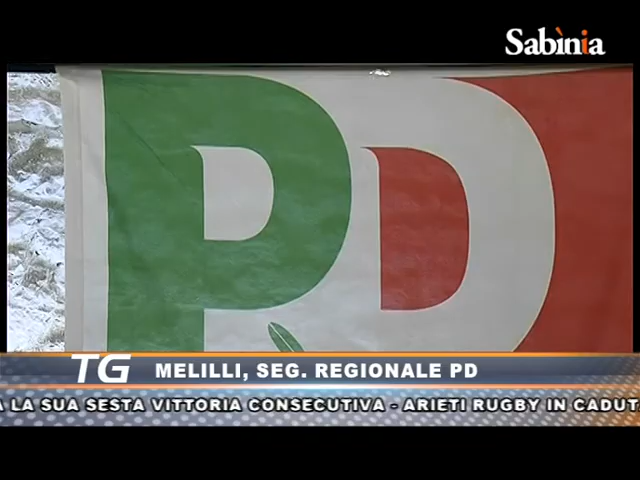 Sabìnia
PD
TG MELILLI, SEG. REGIONALE PD
LA SUA SESTA VITTORIA CONSECUTIVA - ARIETI RUGBY IN CADUT